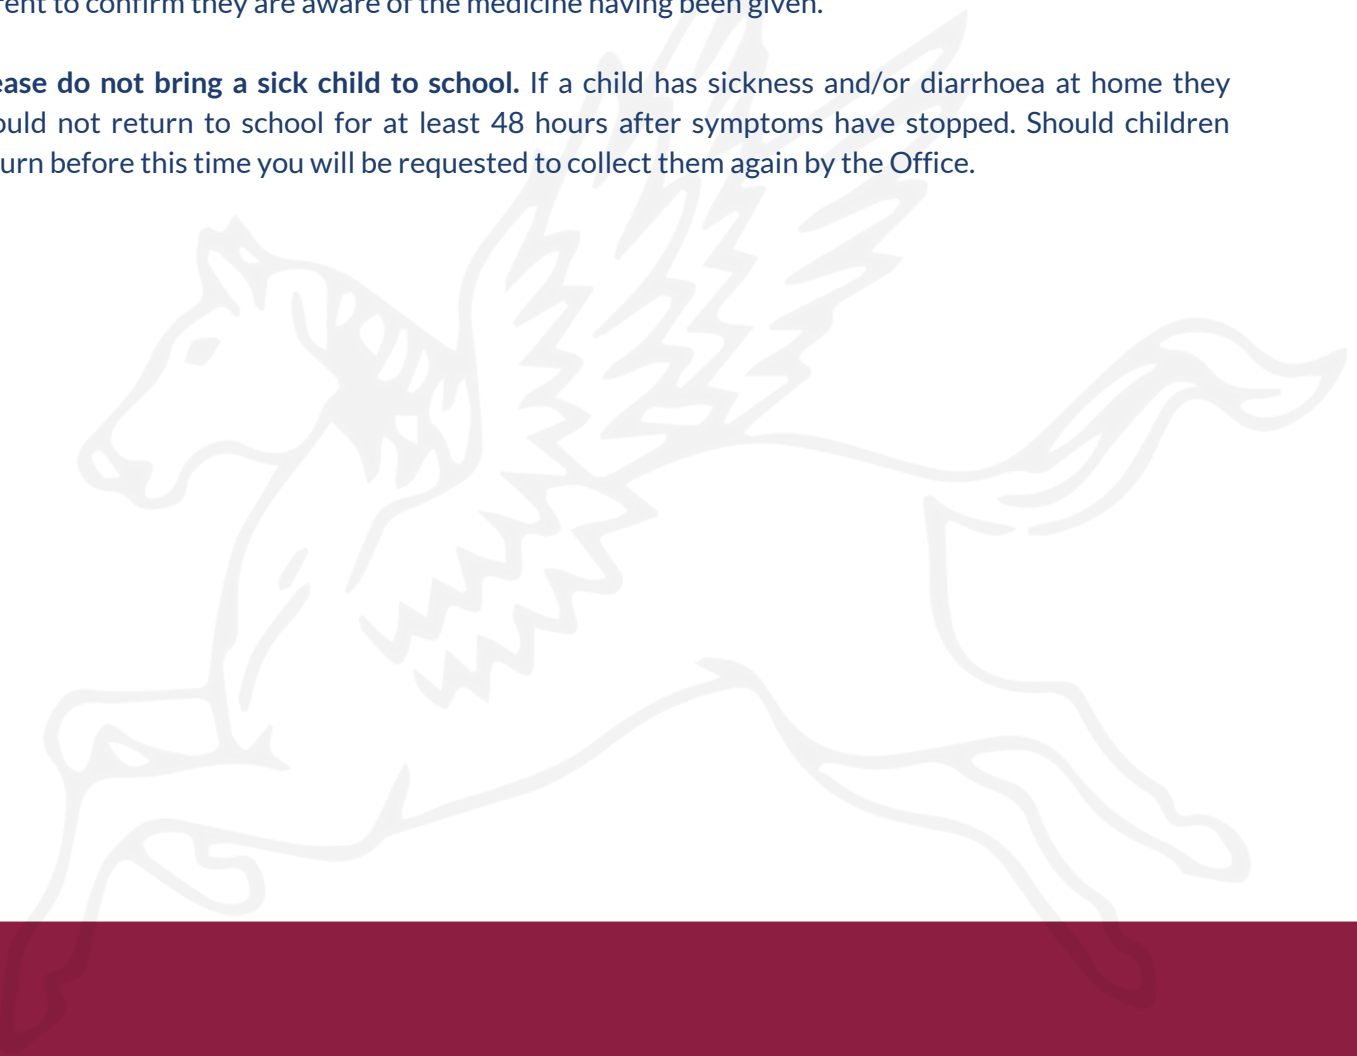 rent to confirm they are aware of the medicine having been given.
ease do not bring a sick child to school. If a child has sickness and/or diarrhoea at home they
ould not return to school for at least 48 hours after symptoms have stopped. Should children
urn before this time you will be requested to collect them again by the Office.